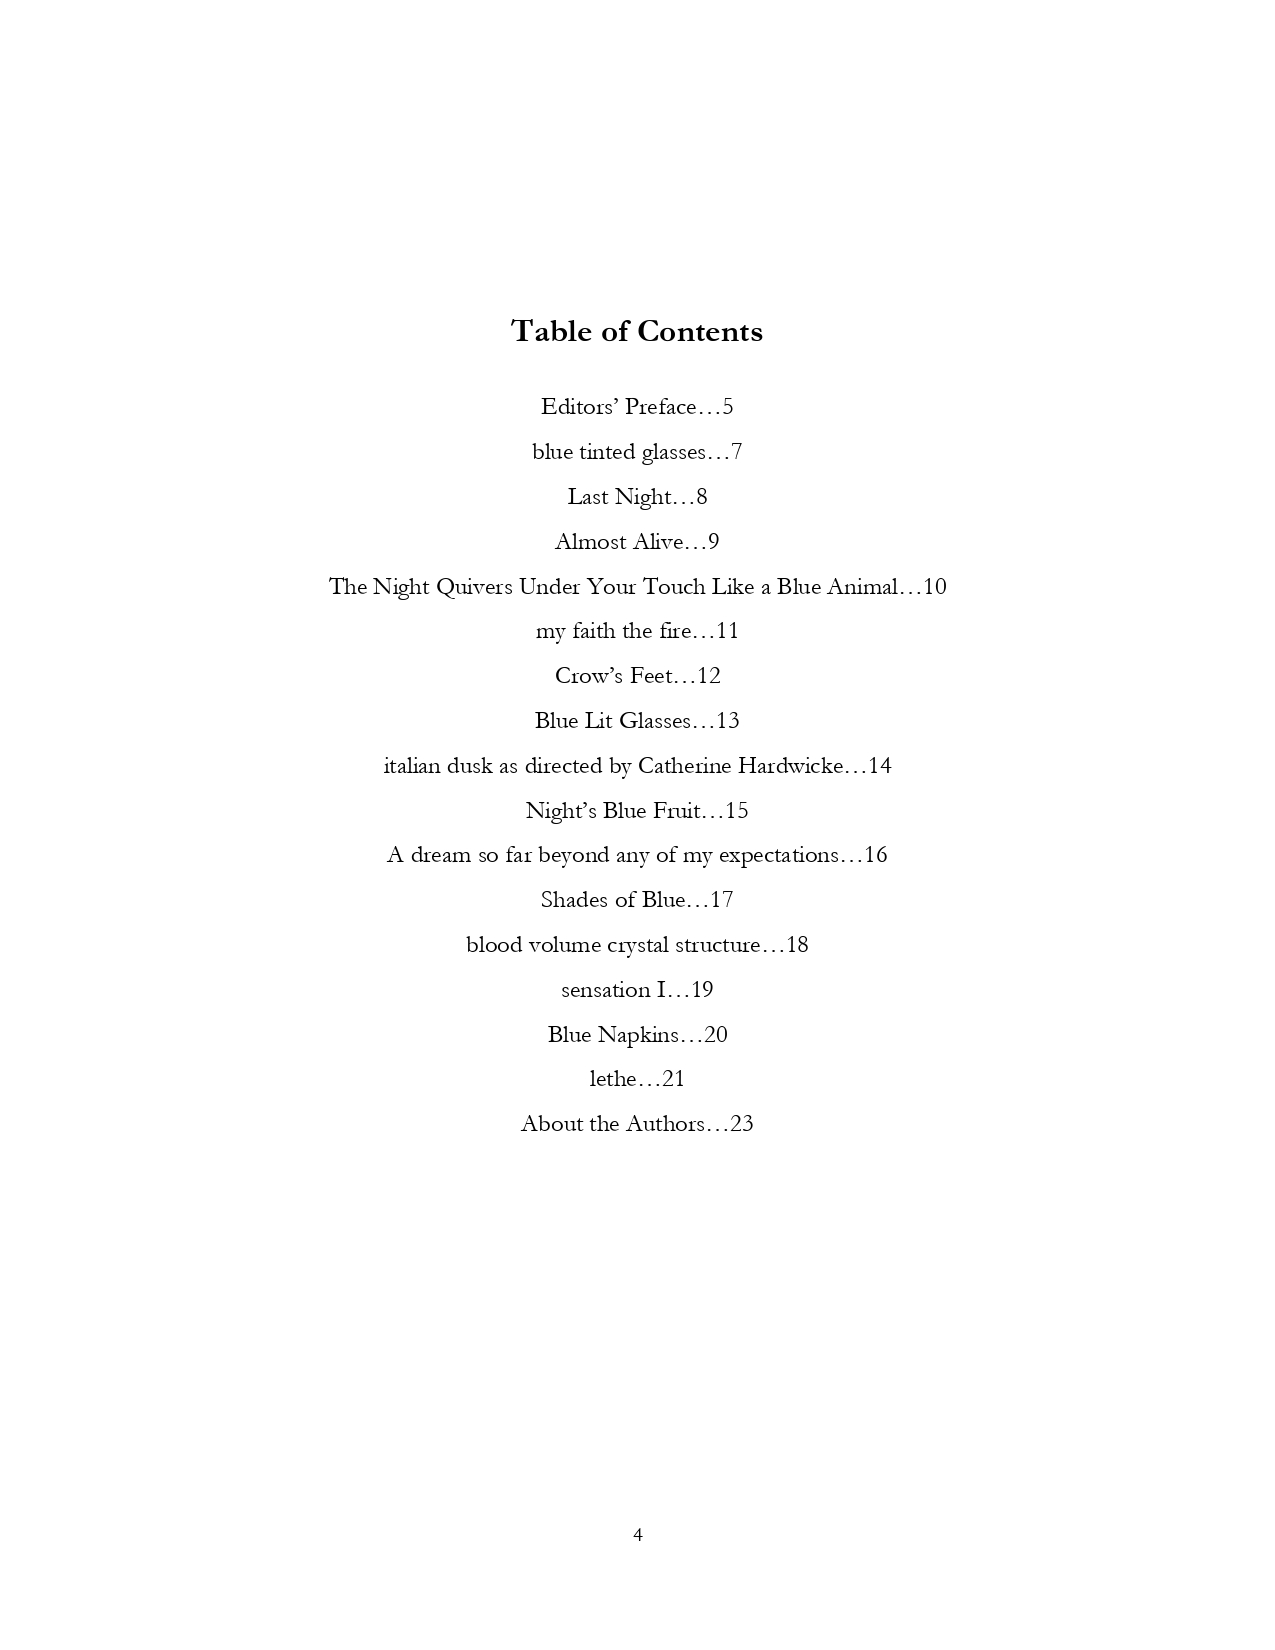 Table of Contents
Editors’ Preface…5
blue tinted glasses…7
Last Night…8
Almost Alive…9
The Night Quivers Under Your Touch Like a Blue Animal…10
my faith the fire…11
Crow’s Feet…12
Blue Lit Glasses…13
italian dusk as directed by Catherine Hardwicke…14
Night’s Blue Fruit…15
A dream so far beyond any of my expectations…16
Shades of Blue…17
blood volume crystal structure…18
sensation I…19
Blue Napkins…20
lethe…21
About the Authors…23
4